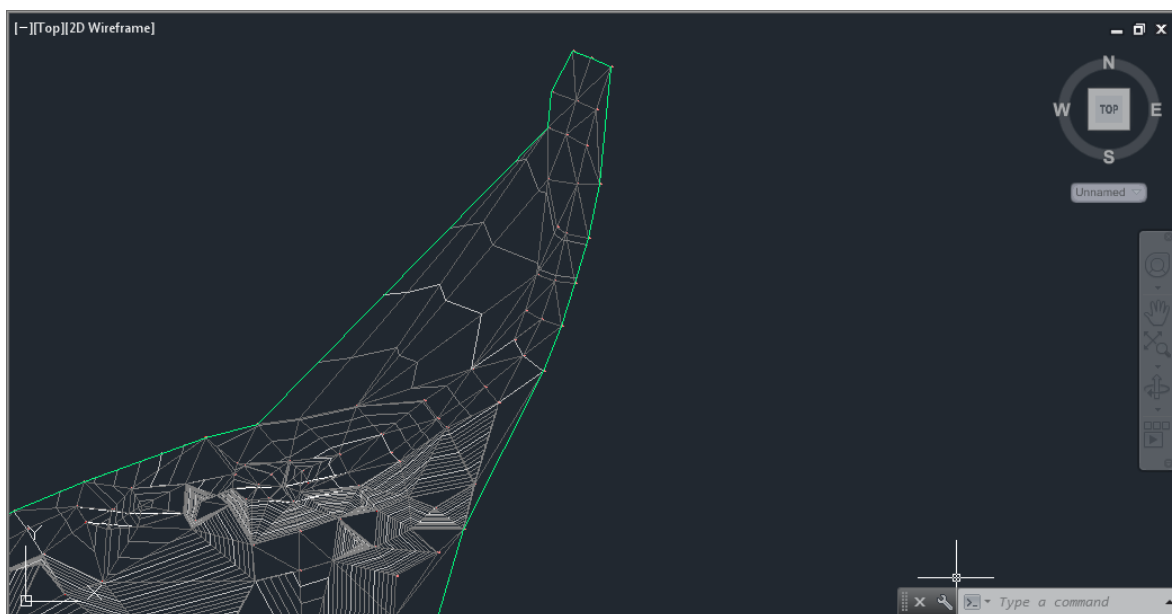 [−][Top][2D Wireframe]
N
W
TOP
E
S
Unnamed
Y
X
Type a command